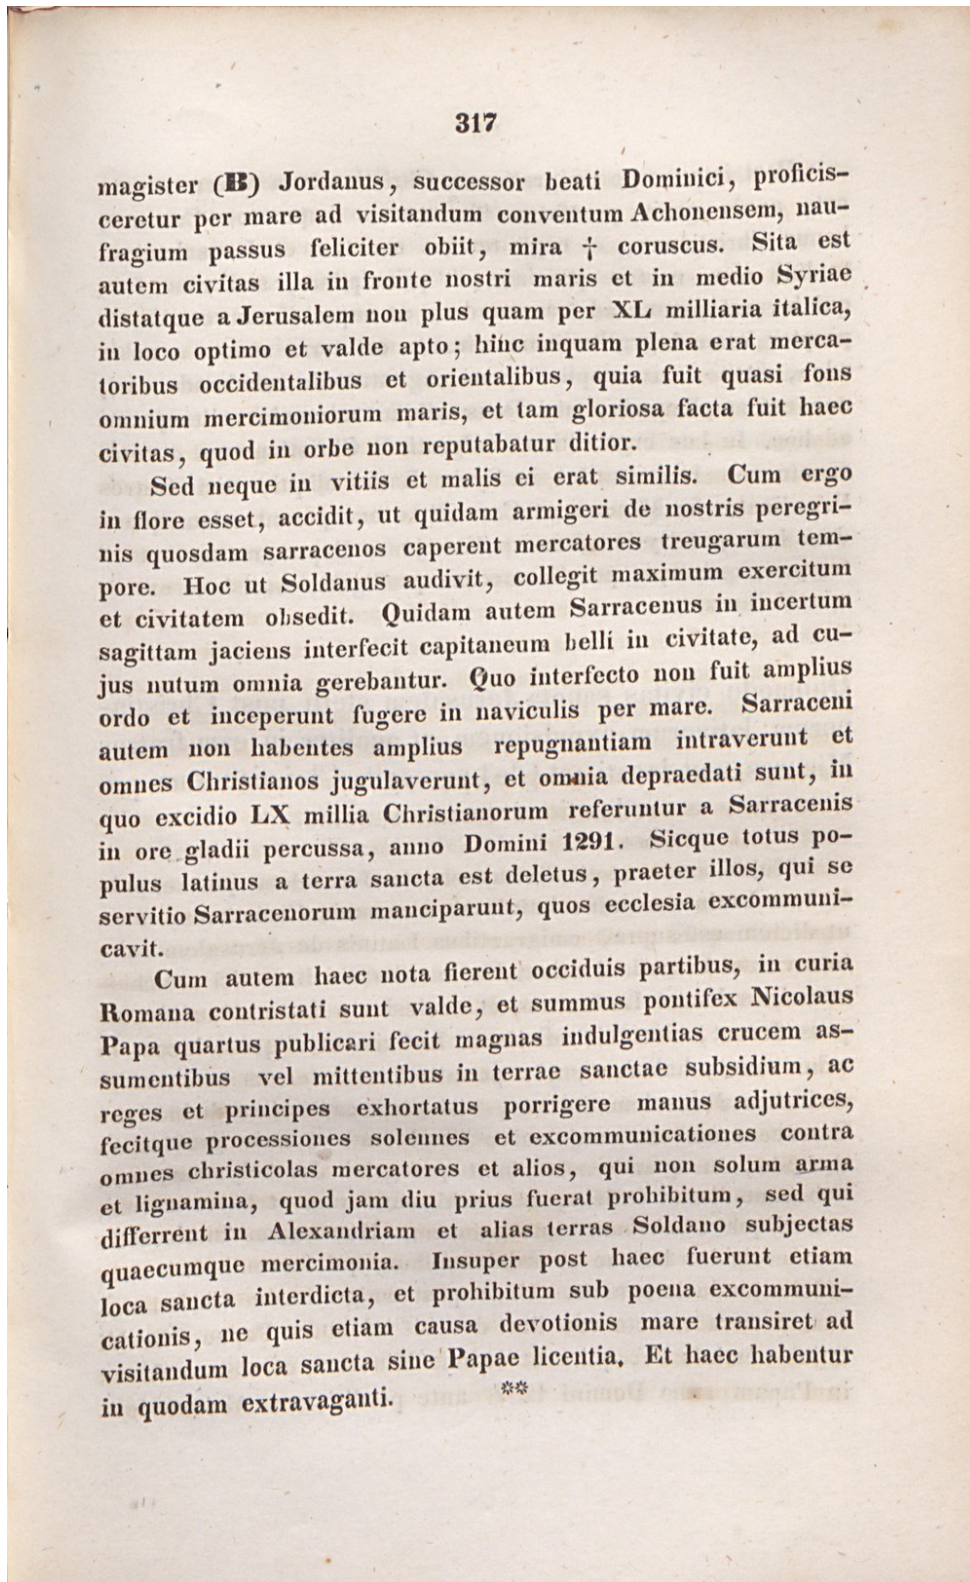 317
magister (B) Jordanus, successor beati Dominici, proficis-
ceretur per mare ad visitandum conventum Achonensem, nau-
fragium passus feliciter obiit, mira † coruscus. Sita est
autem civitas illa in fronte nostri maris et in medio Syriae
distatque a Jerusalem non plus quam per XL milliaria italica,
in loco optimo et valde apto; hinc inquam plena erat merca-
toribus occidentalibus et orientalibus, quia fuit quasi fons
omnium mercimoniorum maris, et tam gloriosa facta fuit haec
civitas, quod in orbe non reputabatur ditior.
Sed neque in vitiis et malis ei erat similis. Cum ergo
in flore esset, accidit, ut quidam armigeri de nostris peregri-
nis quosdam sarracenos caperent mercatores treugarum tem-
pore. Hoc ut Soldanus audivit, collegit maximum exercitum
et civitatem obsedit. Quidam autem Sarracenus in incertum
sagittam jaciens interfecit capitaneum belli in civitate, ad cu-
jus nutum omnia gerebantur. Quo interfecto non fuit amplius
ordo et inceperunt fugere in naviculis per mare. Sarraceni
autem non habentes amplius repugnantiam intraverunt et
omnes Christianos jugulaverunt, et omnia depraedati sunt, in
quo excidio LX millia Christianorum referuntur a Sarracenis
in ore gladii percussa, anno Domini 1291. Sicque totus po-
pulus latinus a terra sancta est deletus, praeter illos, qui se
servitio Sarracenorum manciparunt, quos ecclesia excommuni-
cavit.
Cum autem haec nota fierent occiduis partibus, in curia
Romana contristati sunt valde, et summus pontifex Nicolaus
Papa quartus publicari fecit magnas indulgentias crucem as-
sumentibus vel mittentibus in terrae sanctae subsidium, ac
reges et principes exhortatus porrigere manus adjutrices,
fecitque processiones solennes et excommunicationes contra
omnes christicolas mercatores et alios, qui non solum arma
et lignamina, quod jam diu prius fuerat prohibitum, sed qui
differrent in Alexandriam et alias terras Soldano subjectas
quaecumque mercimonia. Insuper post haec fuerunt etiam
loca sancta interdicta, et prohibitum sub poena excommuni-
cationis, ne quis etiam causa devotionis mare transiret ad
visitandum loca sancta sine Papae licentia. Et haec habentur
in quodam extravaganti. **